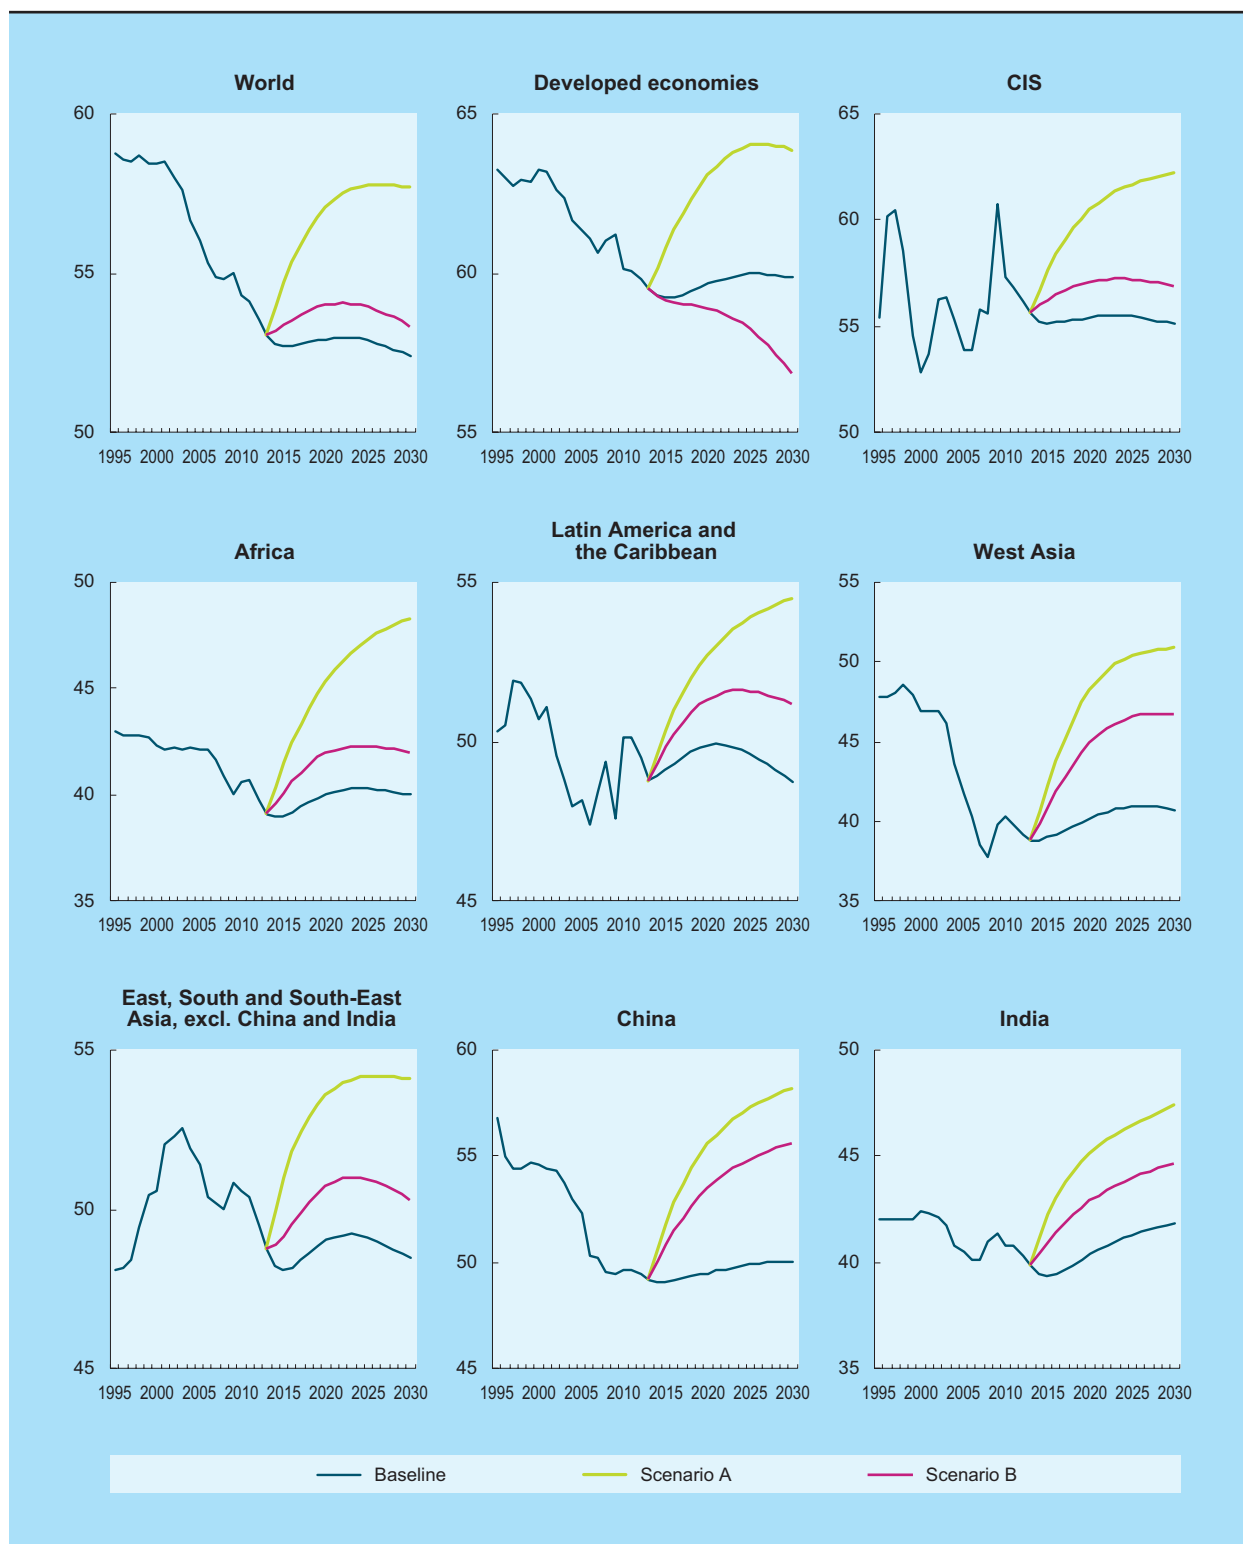 World
60
55
50
1995 2000 2005 2010 2015 2020 2025 2030
Developed economies
65
60
55
1995 2000 2005 2010 2015 2020 2025 2030
CIS
65
60
55
50
1995 2000 2005 2010 2015 2020 2025 2030
Africa
50
45
40
35
1995 2000 2005 2010 2015 2020 2025 2030
Latin America and
the Caribbean
55
50
45
1995 2000 2005 2010 2015 2020 2025 2030
West Asia
55
50
45
40
35
1995 2000 2005 2010 2015 2020 2025 2030
East, South and South-East
Asia, excl. China and India
55
50
45
1995 2000 2005 2010 2015 2020 2025 2030
China
60
55
50
45
1995 2000 2005 2010 2015 2020 2025 2030
India
50
45
40
35
1995 2000 2005 2010 2015 2020 2025 2030
Baseline
Scenario A
Scenario B